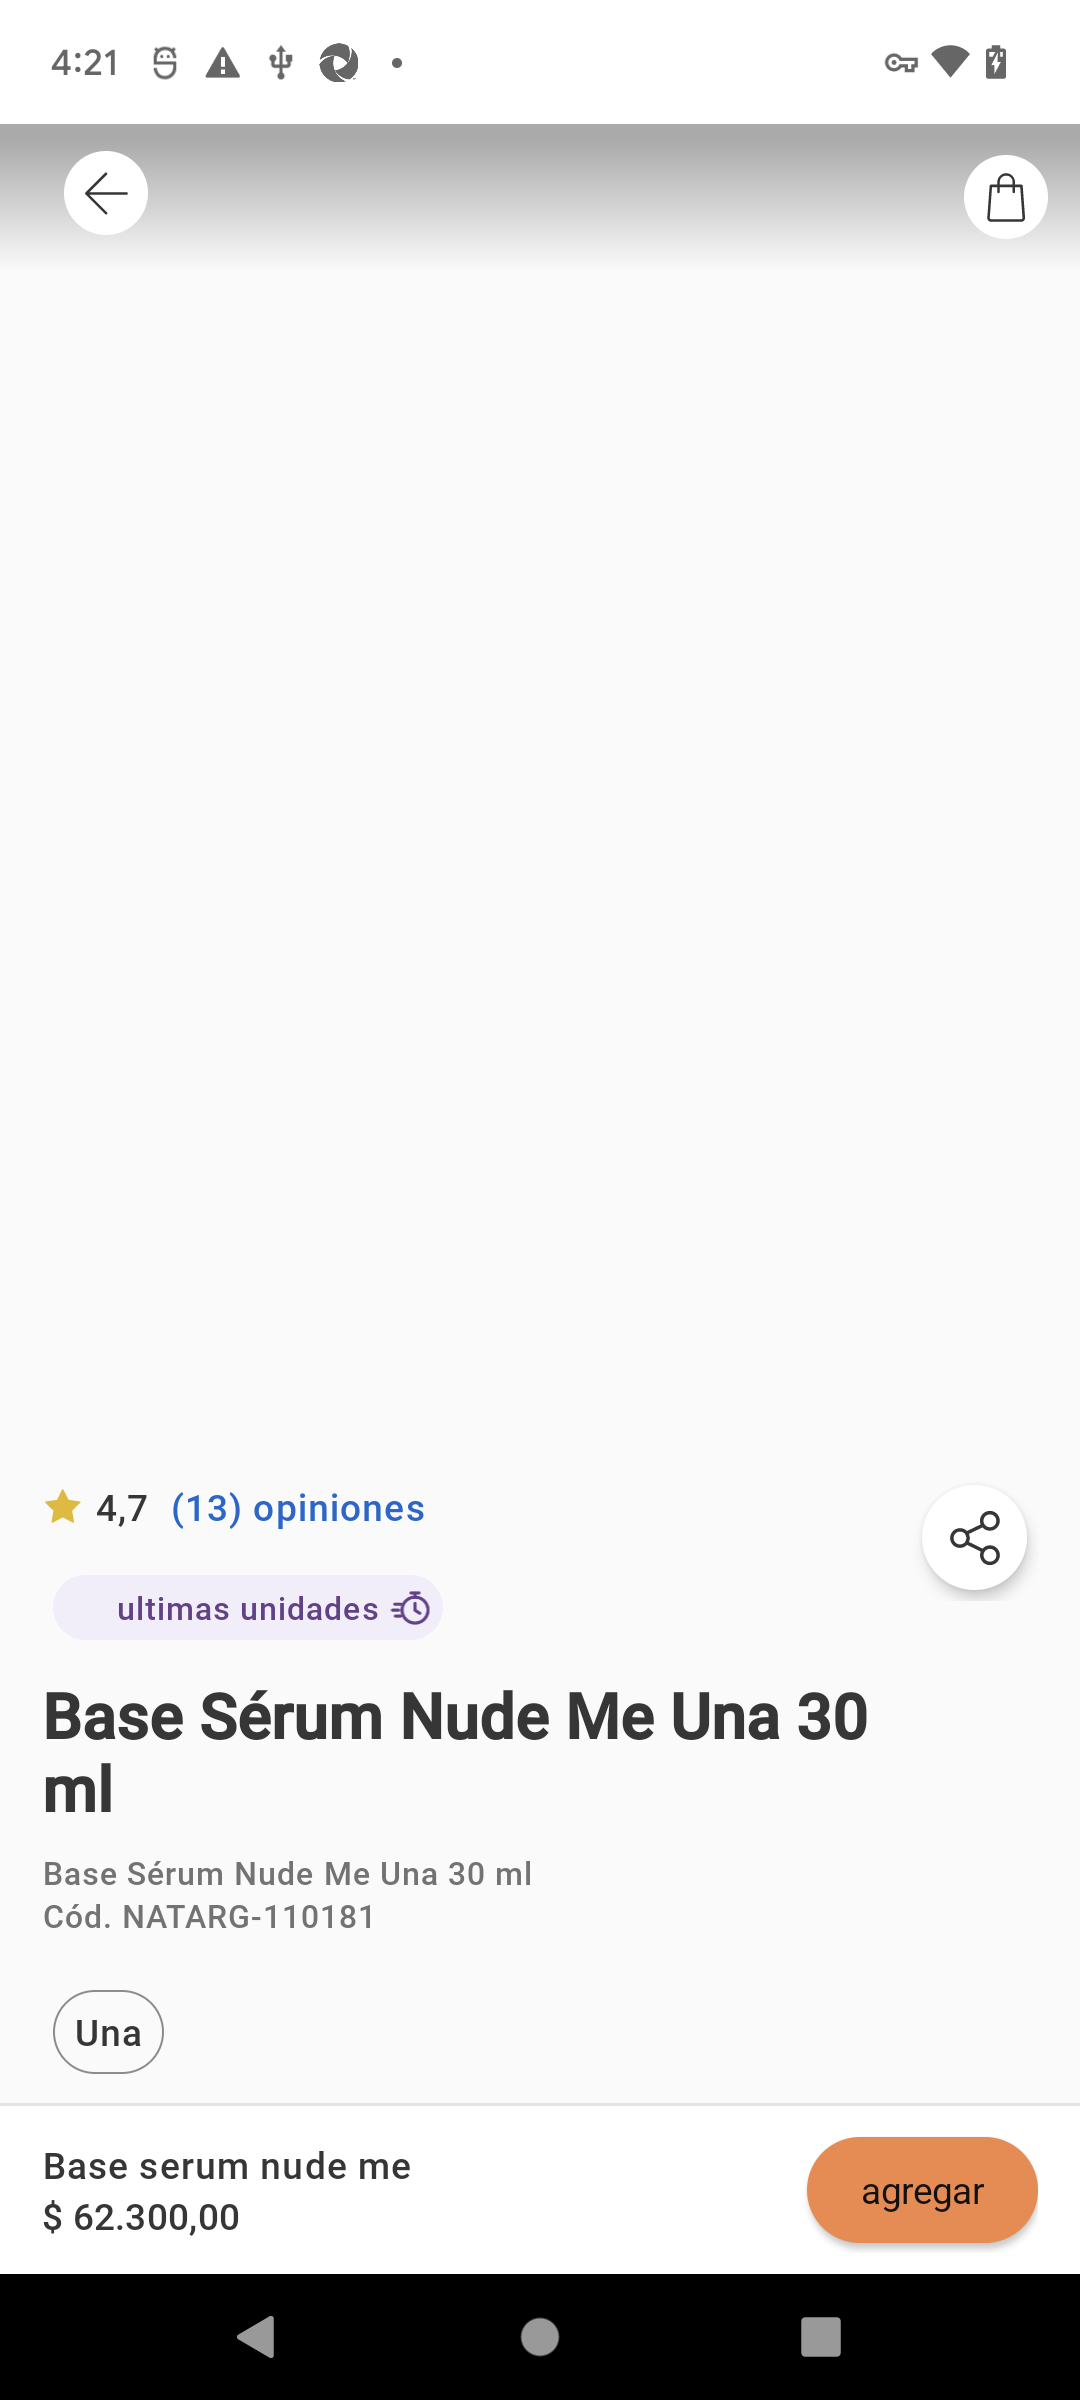 4:21
4,7 (13) opiniones
ultimas unidades
Base Sérum Nude Me Una 30
ml
Base Sérum Nude Me Una 30 ml
Cód. NATARG-110181
Una
Base serum nude me
$ 62.300,00
agregar